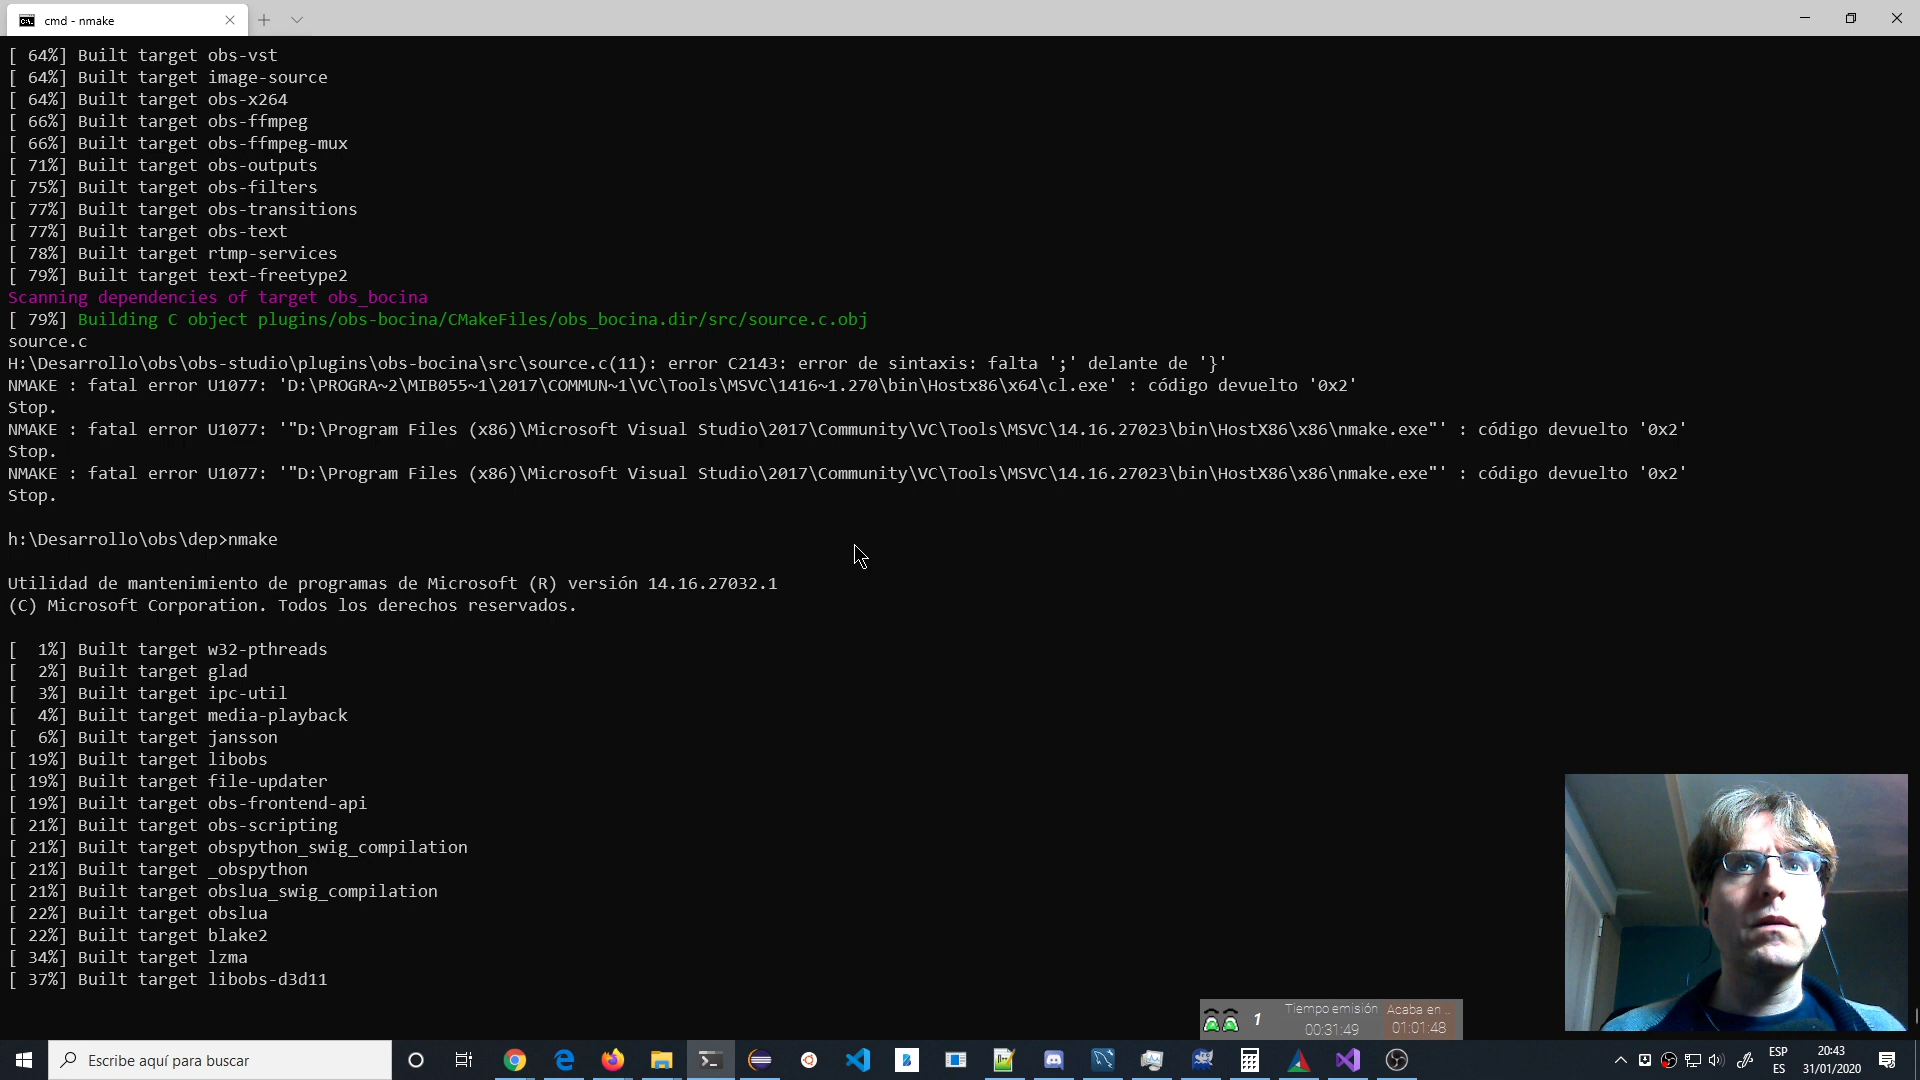 cmd - nmake
[ 64%] Built target obs-vst
[ 64%] Built target image-source
[ 64%] Built target obs-x264
[ 66%] Built target obs-ffmpeg
[ 66%] Built target obs-ffmpeg-mux
[ 71%] Built target obs-outputs
[ 75%] Built target obs-filters
[ 77%] Built target obs-transitions
[ 77%] Built target obs-text
[ 78%] Built target rtmp-services
[ 79%] Built target text-freetype2
Scanning dependencies of target obs_bocina
[ 79%] Building C object plugins/obs-bocina/CMakeFiles/obs_bocina.dir/src/source.c.obj
source.c
H:\Desarrollo\obs\obs-studio\plugins\obs-bocina\src\source.c(11): error C2143: error de sintaxis: falta ';' delante de '}'
NMAKE : fatal error U1077: 'D:\PROGRA~2\MIB055~1\2017\COMMUN~1\VC\Tools\MSVC\1416~1.270\bin\Hostx86\x64\cl.exe' : código devuelto '0x2'
Stop.
NMAKE : fatal error U1077: '"D:\Program Files (x86)\Microsoft Visual Studio\2017\Community\VC\Tools\MSVC\14.16.27023\bin\HostX86\x86\nmake.exe"' : código devuelto '0x2'
Stop.
NMAKE : fatal error U1077: '"D:\Program Files (x86)\Microsoft Visual Studio\2017\Community\VC\Tools\MSVC\14.16.27023\bin\HostX86\x86\nmake.exe"' : código devuelto '0x2'
Stop.
h:\Desarrollo\obs\dep>nmake
Utilidad de mantenimiento de programas de Microsoft (R) versión 14.16.27032.1
(C) Microsoft Corporation. Todos los derechos reservados.
[  1%] Built target w32-pthreads
[  2%] Built target glad
[  3%] Built target ipc-util
[  4%] Built target media-playback
[  6%] Built target jansson
[ 19%] Built target libobs
[ 19%] Built target file-updater
[ 19%] Built target obs-frontend-api
[ 21%] Built target obs-scripting
[ 21%] Built target obspython_swig_compilation
[ 21%] Built target _obspython
[ 21%] Built target obslua_swig_compilation
[ 22%] Built target obslua
[ 22%] Built target blake2
[ 34%] Built target lzma
[ 37%] Built target libobs-d3d11
1
Tiempo emisión
00:31:49
Acaba en ..
01:01:48
Escribe aquí para buscar
ESP
ES
20:43
31/01/2020